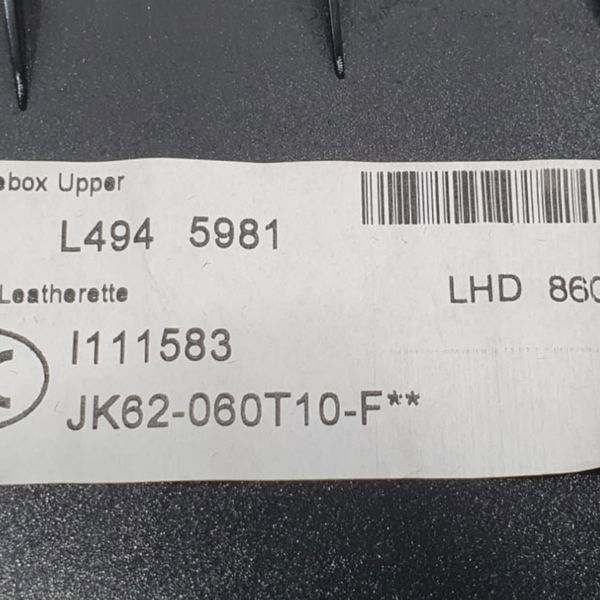 ebox Upper
L494 5981
Leatherette
LHD 860
I111583
JK62-060T10-F**